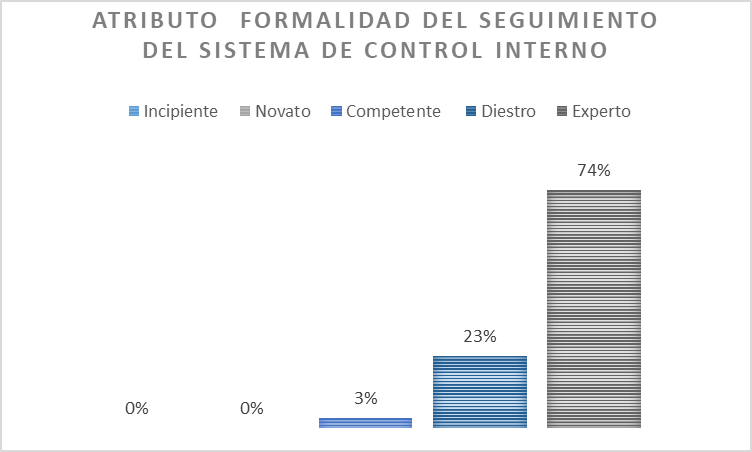 ATRIBUTO FORMALIDAD DEL SEGUIMIENTO
DEL SISTEMA DE CONTROL INTERNO
Incipiente Novato Competente Diestro Experto
74%
23%
3%
0% 0%